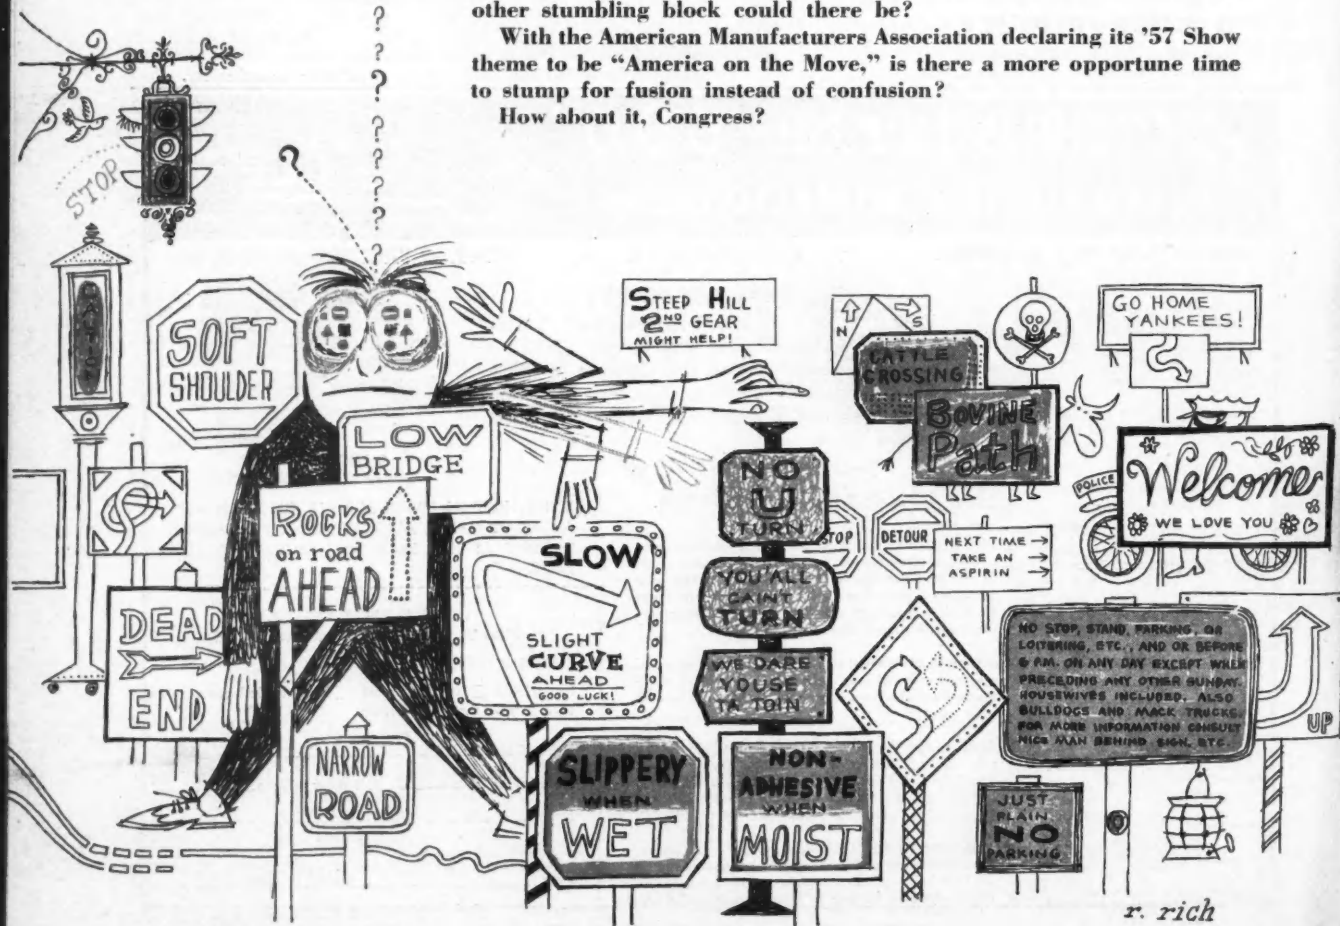 other stumbling block could there be?
With the American Manufacturers Association declaring its '57 Show
theme to be “America on the Move,” is there a more opportune time
to stump for fusion instead of confusion?
How about it, Congress?
?
?
?
?
?
?
?
?
?
STOP
CAUTION
SOFT
SHOULDER
LOW
BRIDGE
ROCKS
on road
AHEAD
DEAD
END
NARROW
ROAD
STEEP HILL
2ND GEAR
MIGHT HELP!
SLOW
SLIGHT
CURVE
AHEAD
GOOD LUCK!
SLIPPERY
WHEN
WET
NO
U
TURN
YOU'ALL
CAINT
TURN
WE DARE
YOUSE
TA TOIN
NON-
ADHESIVE
WHEN
MOIST
N
S
CATTLE
CROSSING
BOVINE
Path
GO HOME
YANKEES!
POLICE
Welcome
WE LOVE YOU
STOP
DETOUR
NEXT TIME
TAKE AN
ASPIRIN
NO STOP, STAND, PARKING, OR
LOITERING, ETC., AND OR BEFORE
6 P.M. ON ANY DAY EXCEPT WHEN
PRECEDING ANY OTHER SUNDAY.
HOUSEWIVES INCLUDED. ALSO
BULLDOGS AND MACK TRUCKS.
FOR MORE INFORMATION CONSULT
NICE MAN BEHIND SIGN, ETC.
UP
JUST
PLAIN
NO
PARKING
r. rich